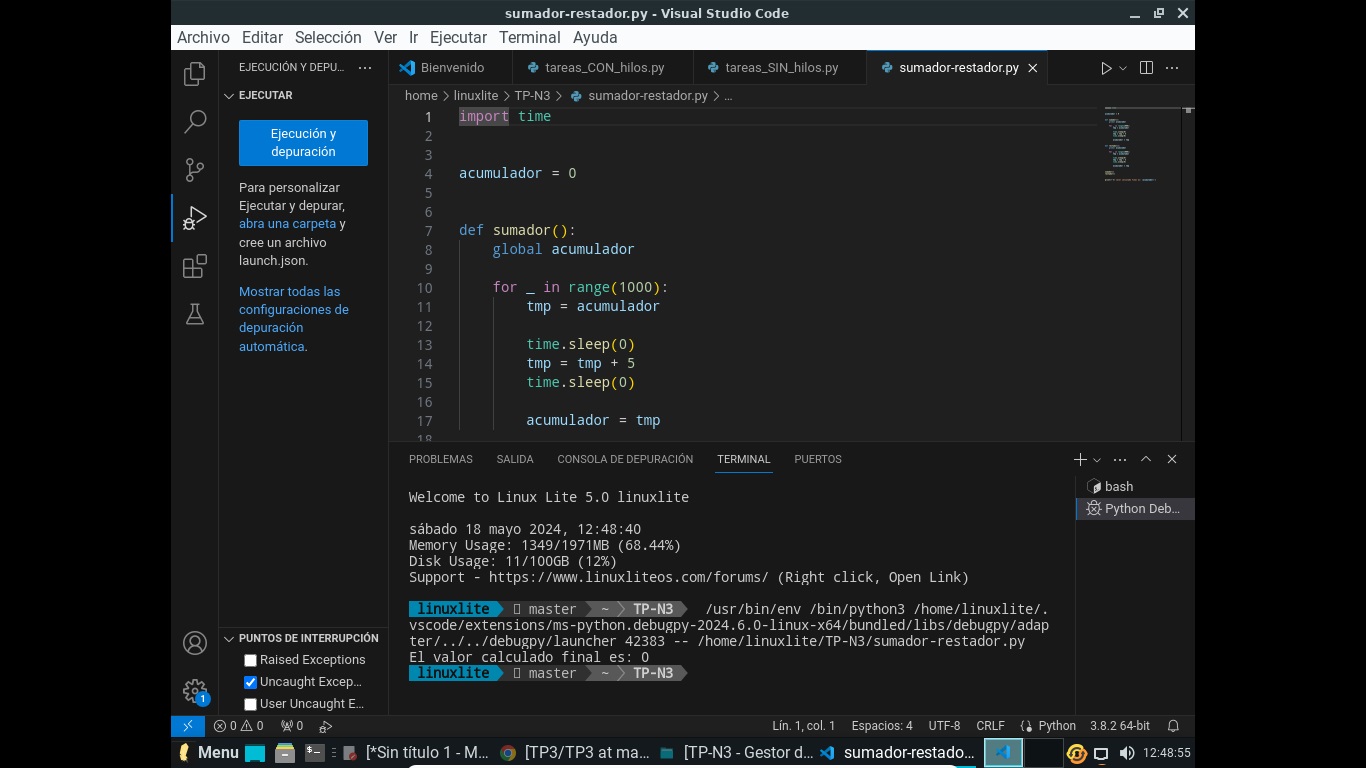 sumador-restador.py - Visual Studio Code
Archivo Editar Selección Ver Ir Ejecutar Terminal Ayuda
EJECUCIÓN Y DEPU... ···
Bienvenido tareas_CON_hilos.py tareas_SIN_hilos.py sumador-restador.py
EJECUTAR
home > linuxlite > TP-N3 > sumador-restador.py > ...
Ejecución y
depuración
Para personalizar
Ejecutar y depurar,
abra una carpeta y
cree un archivo
launch.json.
Mostrar todas las
configuraciones de
depuración
automática.
1 import time
2
3
4 acumulador = 0
5
6
7 def sumador():
8 global acumulador
9
10 for _ in range(1000):
11 tmp = acumulador
12
13 time.sleep(0)
14 tmp = tmp + 5
15 time.sleep(0)
16
17 acumulador = tmp
18
PROBLEMAS SALIDA CONSOLA DE DEPURACIÓN TERMINAL PUERTOS
bash
Python Deb...
Welcome to Linux Lite 5.0 linuxlite
sábado 18 mayo 2024, 12:48:40
Memory Usage: 1349/1971MB (68.44%)
Disk Usage: 11/100GB (12%)
Support - https://www.linuxliteos.com/forums/ (Right click, Open Link)
linuxlite master ~ TP-N3 /usr/bin/env /bin/python3 /home/linuxlite/.
vscode/extensions/ms-python.debugpy-2024.6.0-linux-x64/bundled/libs/debugpy/adap
ter/../../debugpy/launcher 42383 -- /home/linuxlite/TP-N3/sumador-restador.py
El valor calculado final es: 0
linuxlite master ~ TP-N3
PUNTOS DE INTERRUPCIÓN
Raised Exceptions
Uncaught Excep...
User Uncaught E...
1
0 0 0 Lín. 1, col. 1 Espacios: 4 UTF-8 CRLF Python 3.8.2 64-bit
Menu [*Sin título 1 - M... [TP3/TP3 at ma... [TP-N3 - Gestor d... sumador-restado... 12:48:55